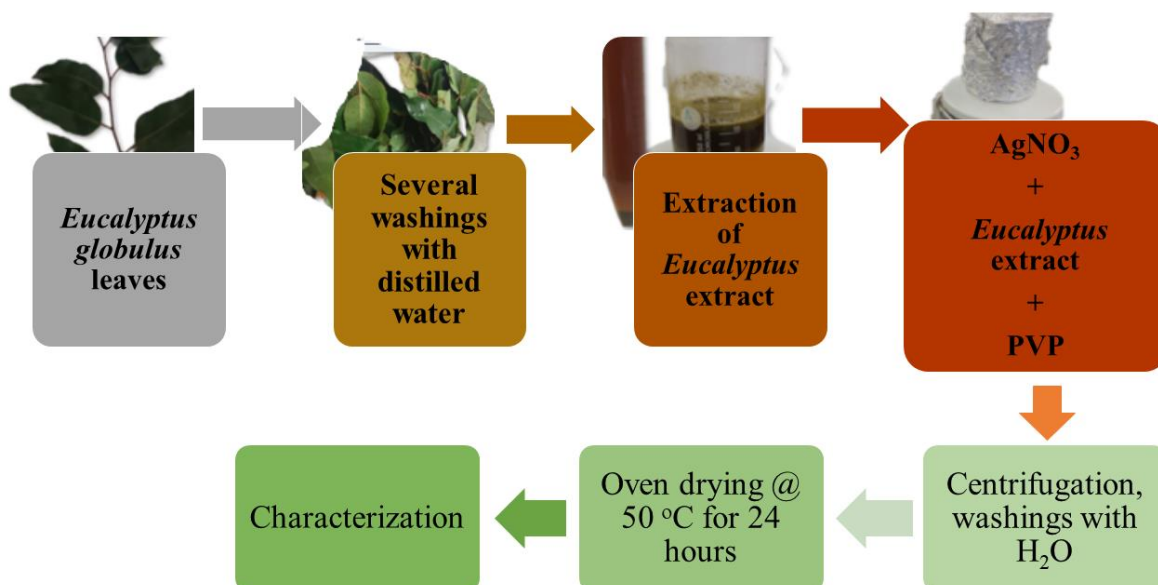 Eucalyptus
globulus
leaves
Several
washings
with
distilled
water
Extraction
of
Eucalyptus
extract
AgNO₃
+
Eucalyptus
extract
+
PVP
Centrifugation,
washings with
H₂O
Oven drying @
50 °C for 24
hours
Characterization